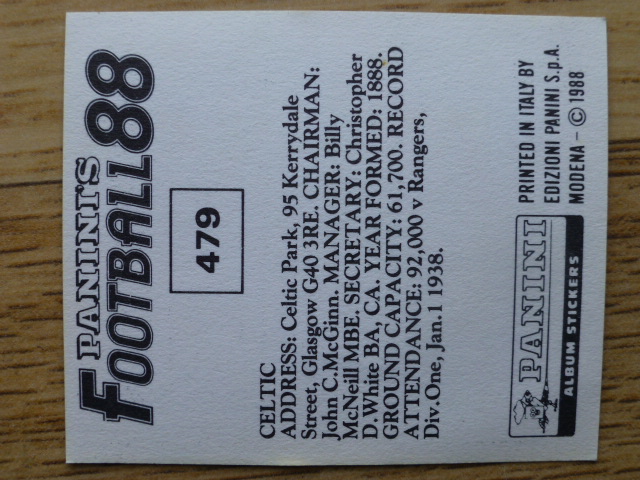 PANINI'S
FOOTBALL 88
479
CELTIC
ADDRESS: Celtic Park, 95 Kerrydale
Street, Glasgow G40 3RE. CHAIRMAN:
John C.McGinn. MANAGER: Billy
McNeill MBE. SECRETARY: Christopher
D.White BA, CA. YEAR FORMED: 1888.
GROUND CAPACITY: 61,700. RECORD
ATTENDANCE: 92,000 v Rangers,
Div.One, Jan.1 1938.
PANINI
ALBUM STICKERS
PRINTED IN ITALY BY
EDIZIONI PANINI S.p.A.
MODENA - © 1988